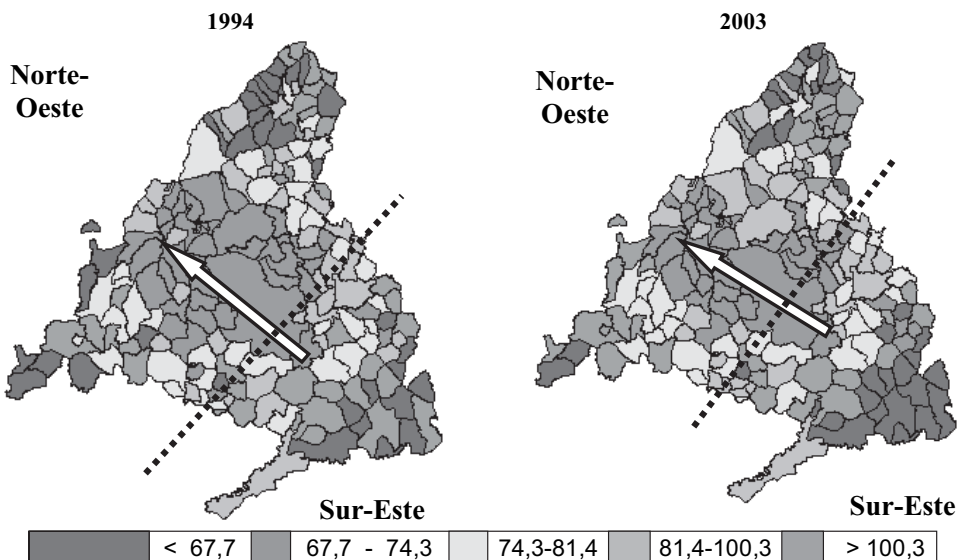 1994
2003
Norte-
Oeste
Norte-
Oeste
Sur-Este
Sur-Este
< 67,7
67,7 - 74,3
74,3-81,4
81,4-100,3
> 100,3